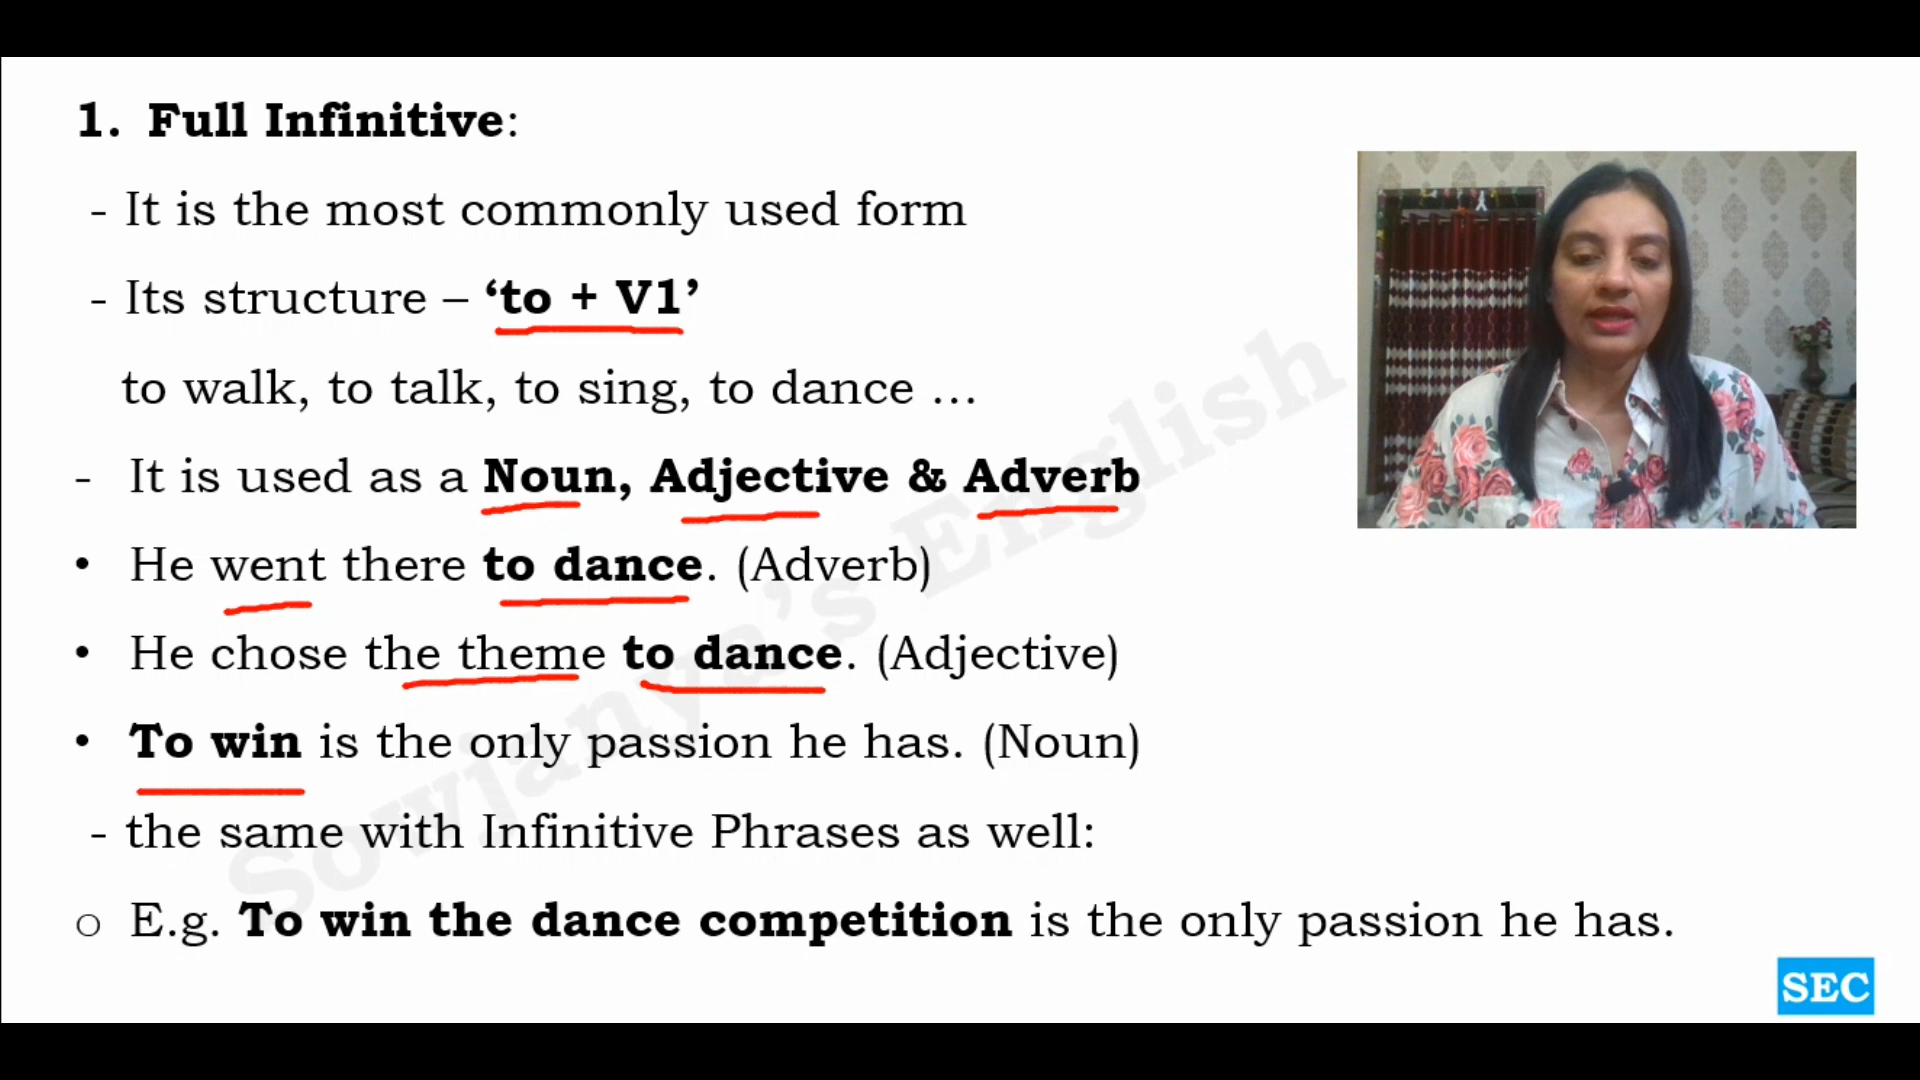 1. Full Infinitive:
- It is the most commonly used form
- Its structure – ‘to + V1’
to walk, to talk, to sing, to dance ...
- It is used as a Noun, Adjective & Adverb
• He went there to dance. (Adverb)
• He chose the theme to dance. (Adjective)
• To win is the only passion he has. (Noun)
- the same with Infinitive Phrases as well:
o E.g. To win the dance competition is the only passion he has.
Sowjanya’s English
SEC